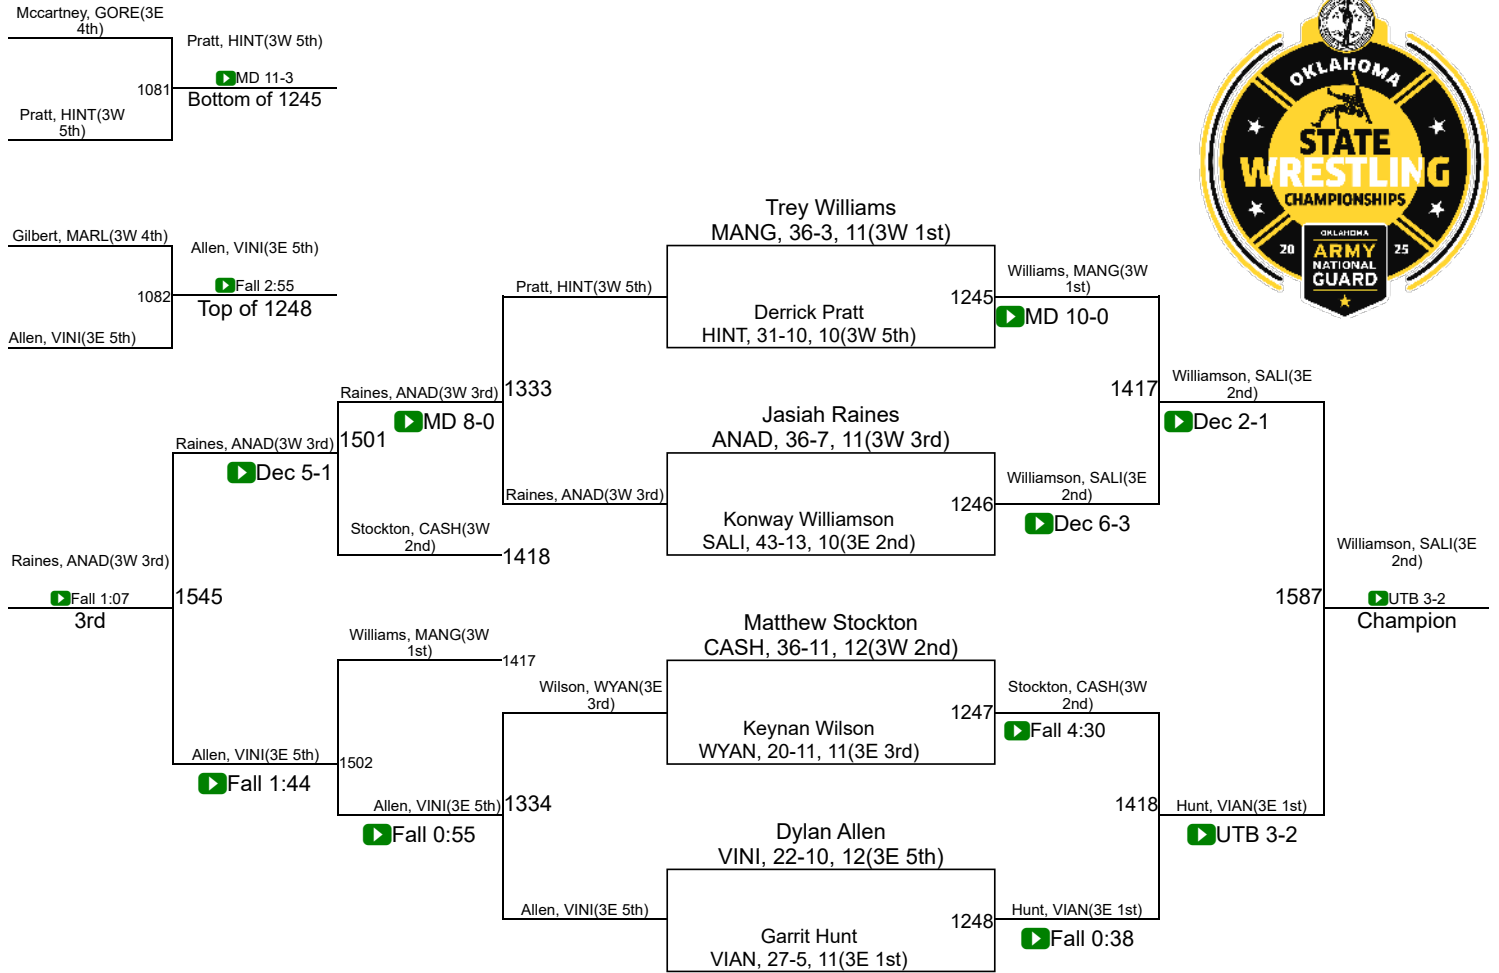 Mccartney, GORE(3E
4th)
Pratt, HINT(3W 5th)
MD 11-3
1081
Bottom of 1245
Pratt, HINT(3W
5th)
OKLAHOMA
STATE
WRESTLING
CHAMPIONSHIPS
20
OKLAHOMA
ARMY
NATIONAL
GUARD
25
Gilbert, MARL(3W 4th)
Allen, VINI(3E 5th)
Fall 2:55
1082
Top of 1248
Allen, VINI(3E 5th)
Trey Williams
MANG, 36-3, 11(3W 1st)
Pratt, HINT(3W 5th)
1245
Derrick Pratt
HINT, 31-10, 10(3W 5th)
Williams, MANG(3W
1st)
MD 10-0
Raines, ANAD(3W 3rd)
1333
MD 8-0
1417
Williamson, SALI(3E
2nd)
Dec 2-1
Jasiah Raines
ANAD, 36-7, 11(3W 3rd)
Raines, ANAD(3W 3rd)
1501
Dec 5-1
Raines, ANAD(3W 3rd)
1246
Konway Williamson
SALI, 43-13, 10(3E 2nd)
Williamson, SALI(3E
2nd)
Dec 6-3
Stockton, CASH(3W
2nd)
1418
Raines, ANAD(3W 3rd)
Fall 1:07
3rd
1545
1587
Williamson, SALI(3E
2nd)
UTB 3-2
Champion
Matthew Stockton
CASH, 36-11, 12(3W 2nd)
Williams, MANG(3W
1st)
1417
Wilson, WYAN(3E
3rd)
1247
Keynan Wilson
WYAN, 20-11, 11(3E 3rd)
Stockton, CASH(3W
2nd)
Fall 4:30
Allen, VINI(3E 5th)
1502
Fall 1:44
Allen, VINI(3E 5th)
1334
Fall 0:55
1418
Hunt, VIAN(3E 1st)
UTB 3-2
Dylan Allen
VINI, 22-10, 12(3E 5th)
Allen, VINI(3E 5th)
1248
Garrit Hunt
VIAN, 27-5, 11(3E 1st)
Hunt, VIAN(3E 1st)
Fall 0:38